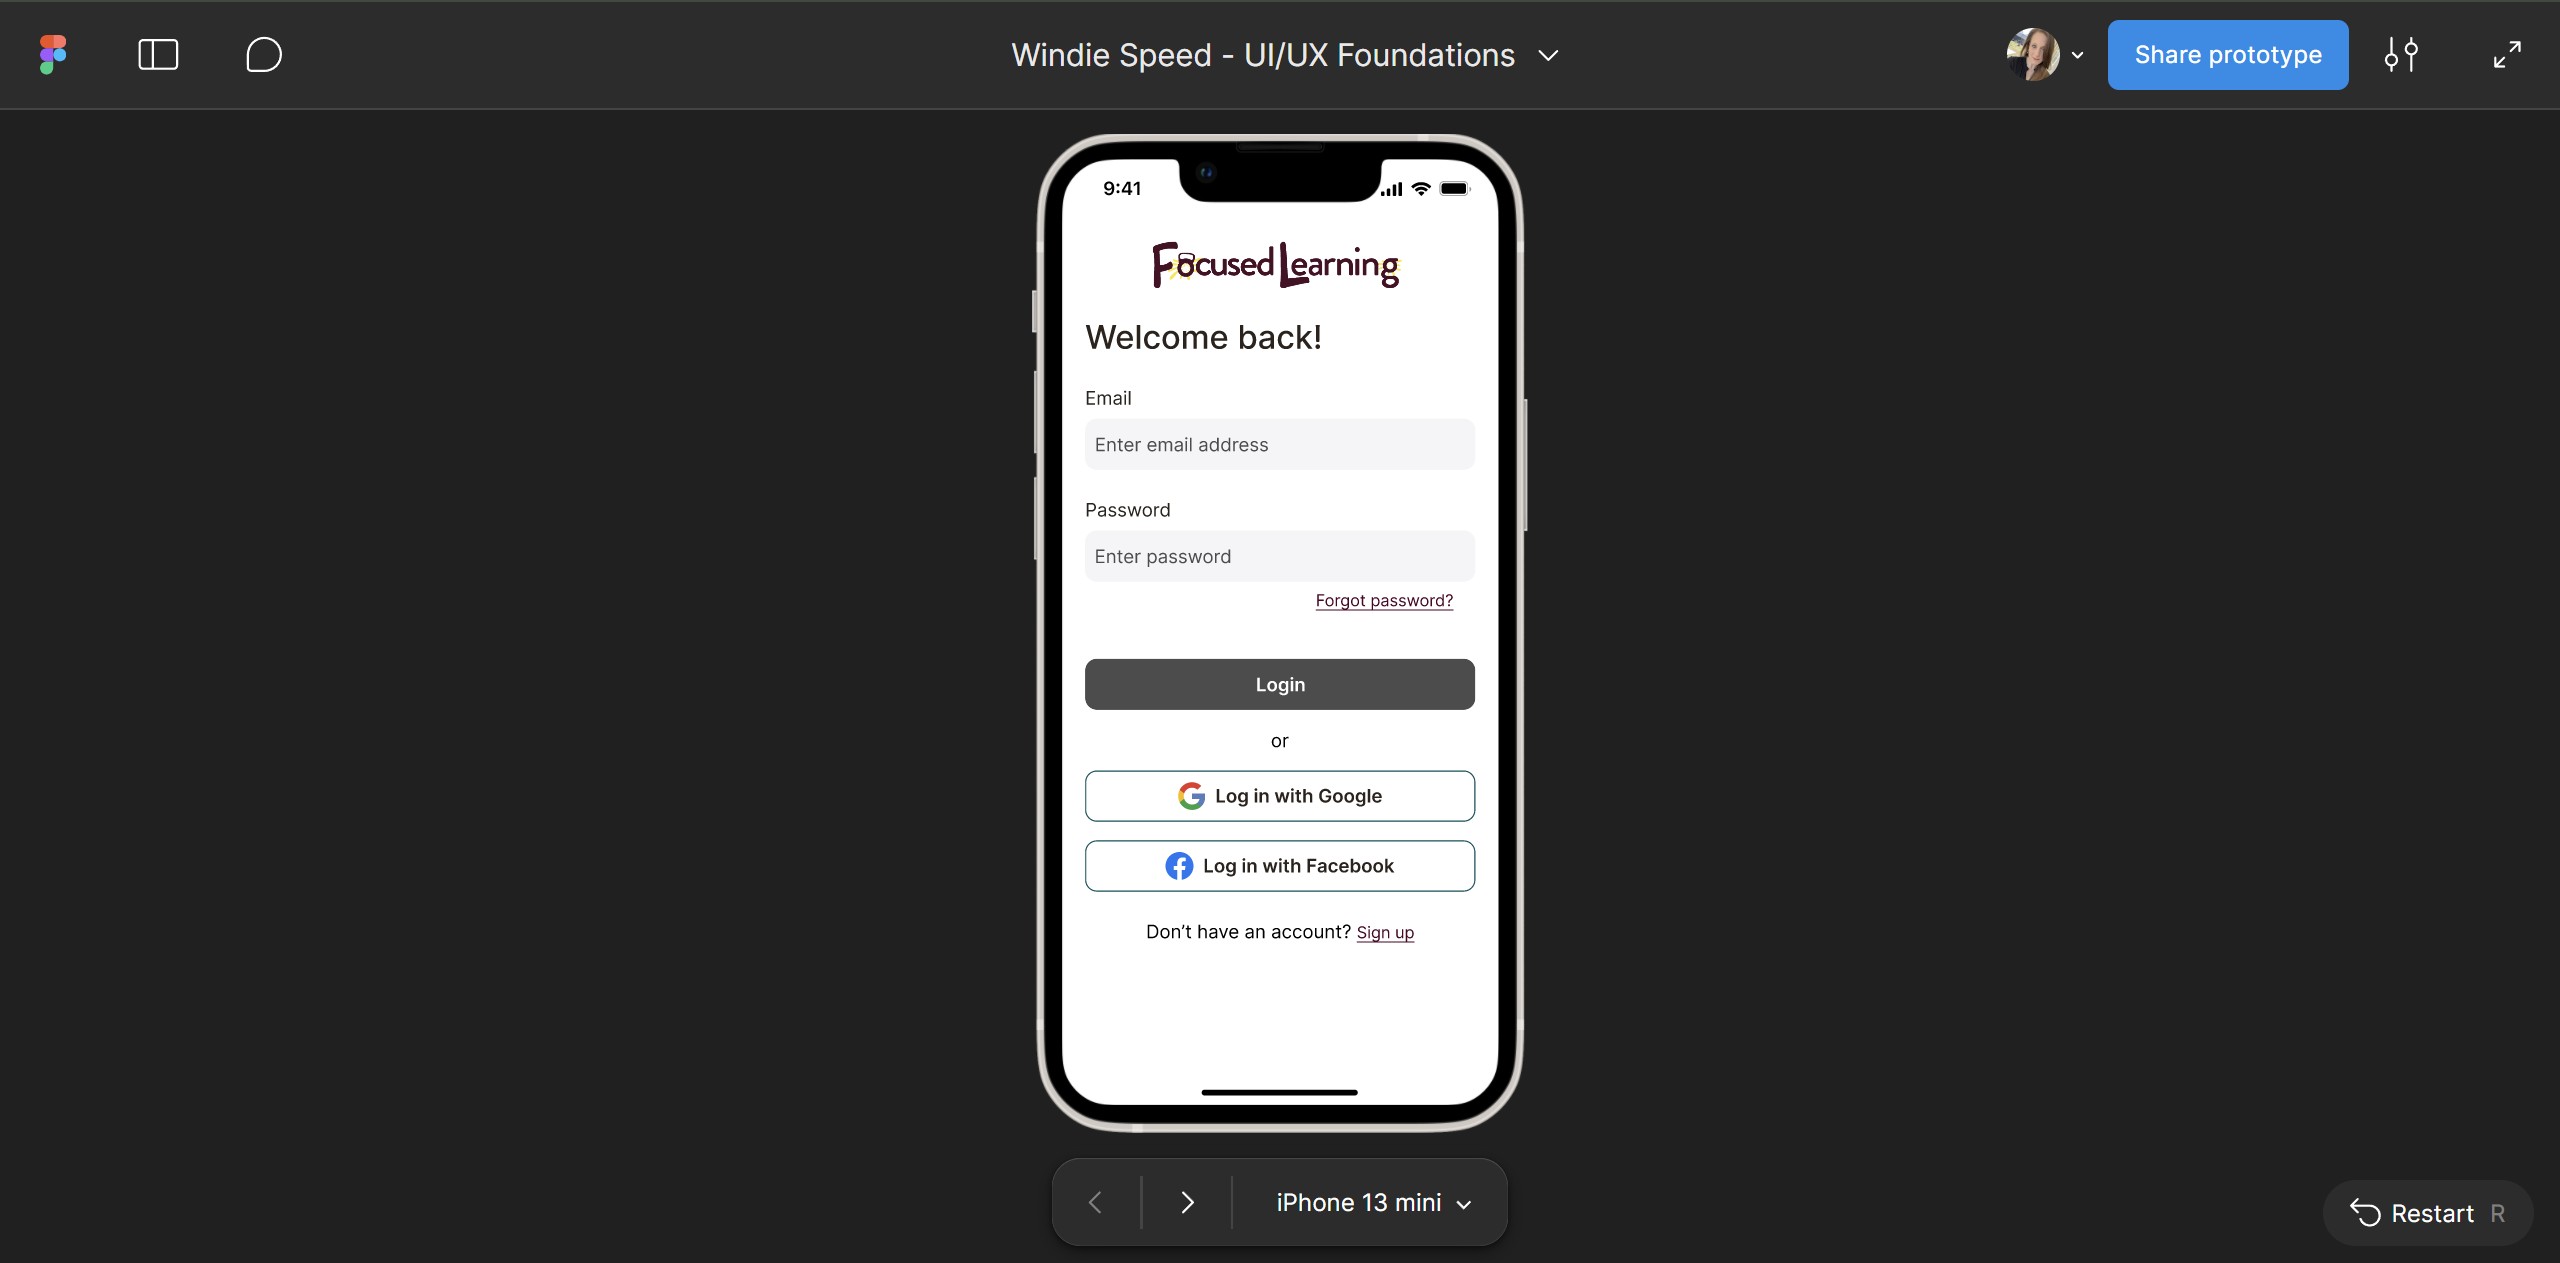 Windie Speed - UI/UX Foundations
Share prototype
9:41
Focused Learning
Welcome back!
Email
Enter email address
Password
Enter password
Forgot password?
Login
or
Log in with Google
Log in with Facebook
Don’t have an account? Sign up
iPhone 13 mini
Restart R